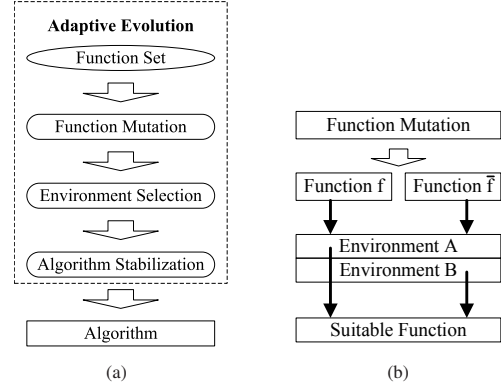 Adaptive Evolution
Function Set
Function Mutation
Environment Selection
Algorithm Stabilization
Algorithm
(a)
Function Mutation
Function f
Function f̄
Environment A
Environment B
Suitable Function
(b)